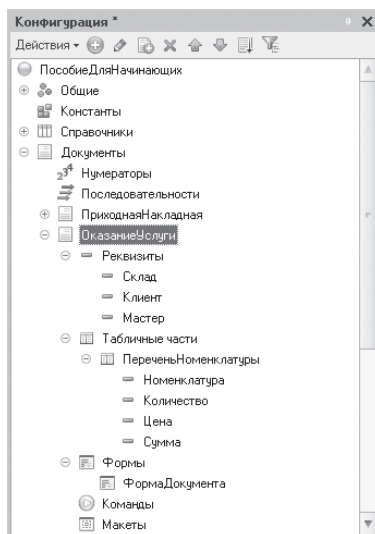 Конфигурация *
Действия
ПособиеДляНачинающих
Общие
Константы
Справочники
Документы
Нумераторы
Последовательности
ПриходнаяНакладная
ОказаниеУслуги
Реквизиты
Склад
Клиент
Мастер
Табличные части
ПереченьНоменклатуры
Номенклатура
Количество
Цена
Сумма
Формы
ФормаДокумента
Команды
Макеты